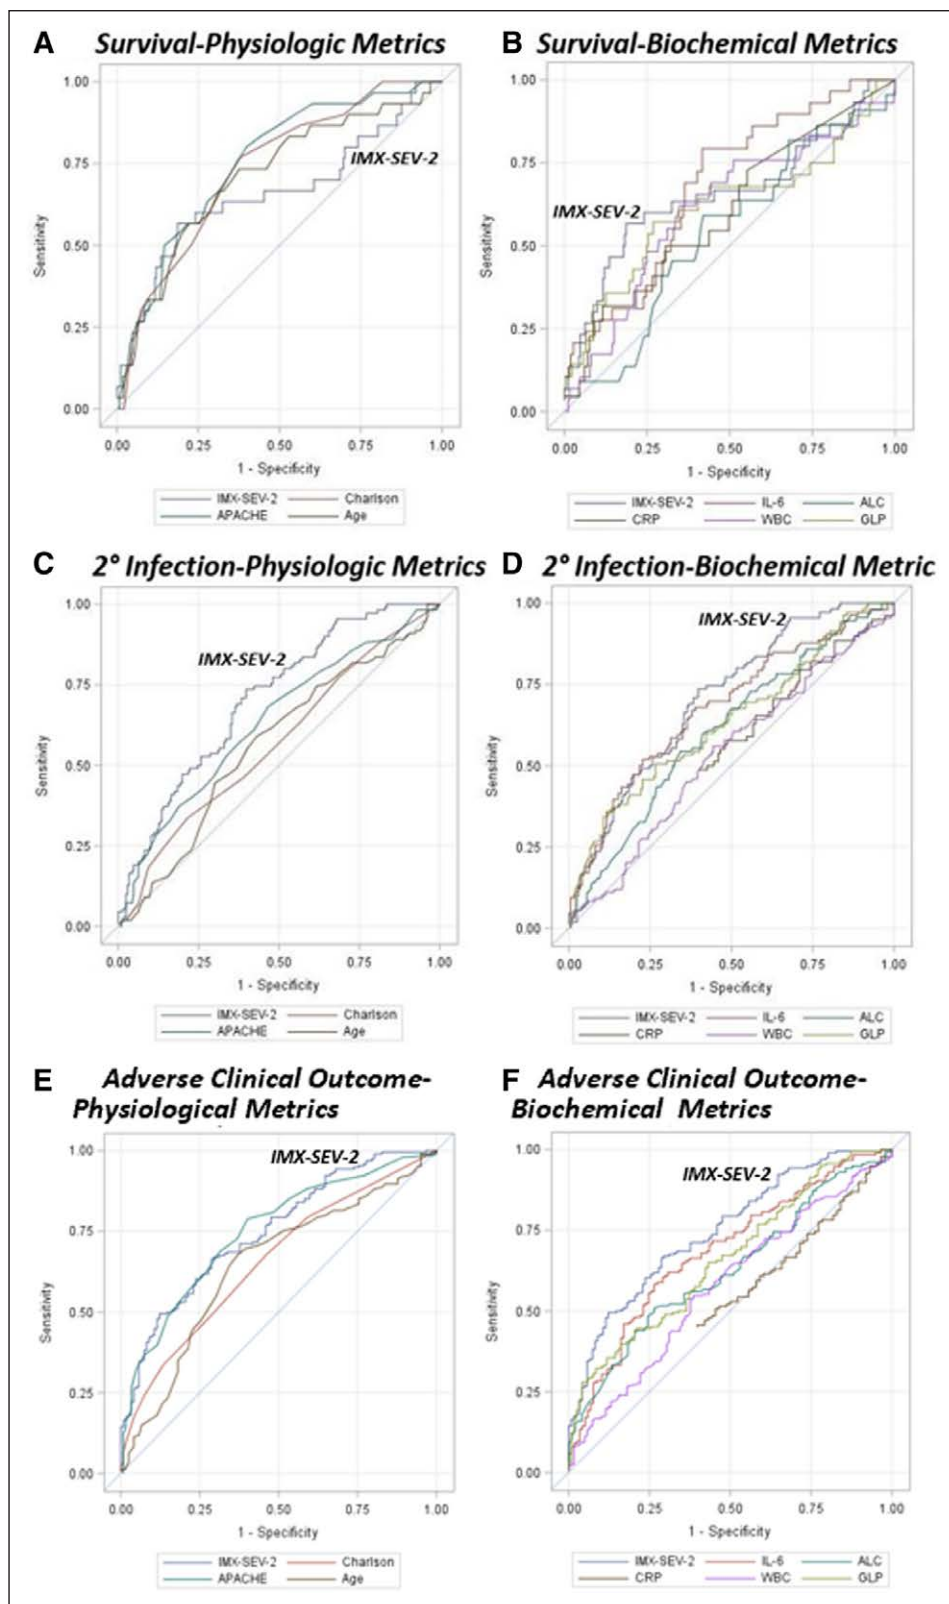 A Survival-Physiologic Metrics
1.00
0.75
0.50
0.25
0.00
Sensitivity
IMX-SEV-2
0.00 0.25 0.50 0.75 1.00
1 - Specificity
IMX-SEV-2 Charlson
APACHE Age
B Survival-Biochemical Metrics
1.00
0.75
0.50
0.25
0.00
Sensitivity
IMX-SEV-2
0.00 0.25 0.50 0.75 1.00
1 - Specificity
IMX-SEV-2 IL-6 ALC
CRP WBC GLP
C 2° Infection-Physiologic Metrics
1.00
0.75
0.50
0.25
0.00
Sensitivity
IMX-SEV-2
0.00 0.25 0.50 0.75 1.00
1 - Specificity
IMX-SEV-2 Charlson
APACHE Age
D 2° Infection-Biochemical Metric
1.00
0.75
0.50
0.25
0.00
Sensitivity
IMX-SEV-2
0.00 0.25 0.50 0.75 1.00
1 - Specificity
IMX-SEV-2 IL-6 ALC
CRP WBC GLP
E Adverse Clinical Outcome-
Physiological Metrics
1.00
0.75
0.50
0.25
0.00
Sensitivity
IMX-SEV-2
0.00 0.25 0.50 0.75 1.00
1 - Specificity
IMX-SEV-2 Charlson
APACHE Age
F Adverse Clinical Outcome-
Biochemical Metrics
1.00
0.75
0.50
0.25
0.00
Sensitivity
IMX-SEV-2
0.00 0.25 0.50 0.75 1.00
1 - Specificity
IMX-SEV-2 IL-6 ALC
CRP WBC GLP